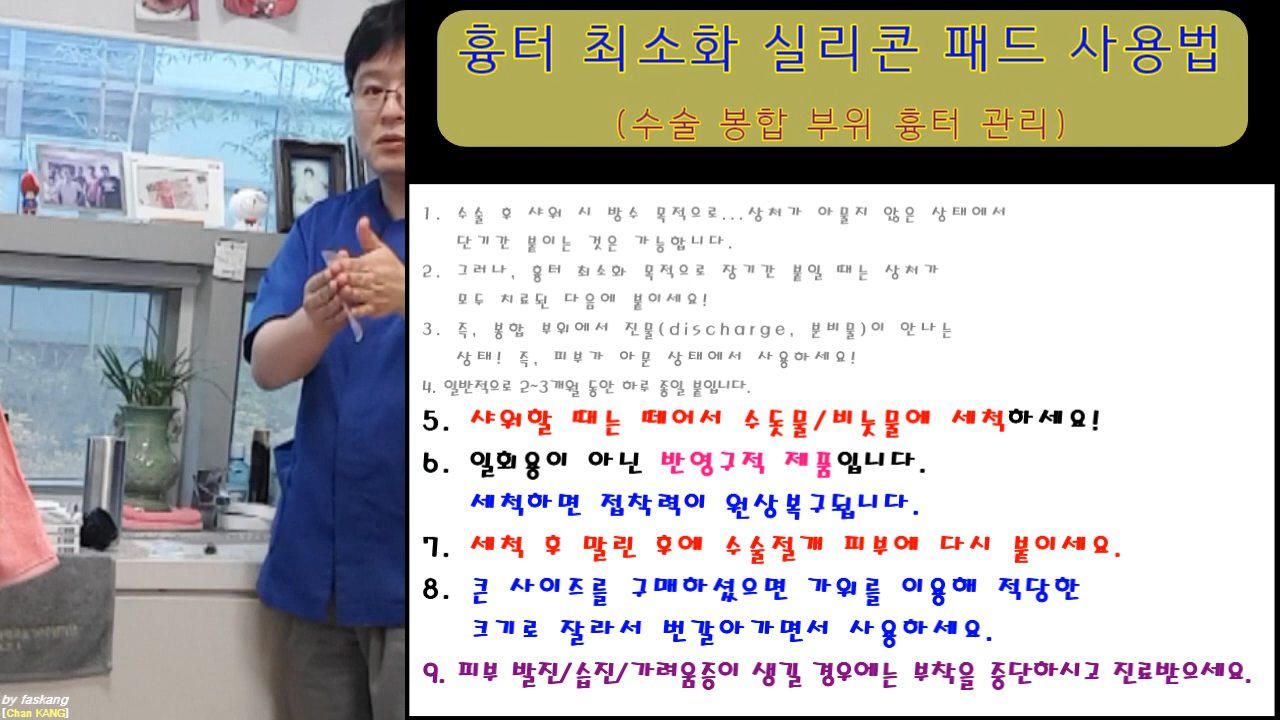 흉터 최소화 실리콘 패드 사용법
(수술 봉합 부위 흉터 관리)
1. 수술 후 샤워 시 방수 목적으로...상처가 아물지 않은 상태에서
단기간 붙이는 것은 가능합니다.
2. 그러나, 흉터 최소화 목적으로 장기간 붙일 때는 상처가
모두 치료된 다음에 붙이세요!
3. 즉, 봉합 부위에서 진물(discharge, 분비물)이 안나는
상태! 즉, 피부가 아문 상태에서 사용하세요!
4. 일반적으로 2~3개월 동안 하루 종일 붙입니다.
5. 샤워할 때는 떼어서 수돗물/비눗물에 세척하세요!
6. 일회용이 아닌 반영구적 제품입니다.
세척하면 접착력이 원상복구됩니다.
7. 세척 후 말린 후에 수술절개 피부에 다시 붙이세요.
8. 큰 사이즈를 구매하셨으면 가위를 이용해 적당한
크기로 잘라서 번갈아가면서 사용하세요.
9. 피부 발진/습진/가려움증이 생길 경우에는 부착을 중단하시고 진료받으세요.
by faskang
[Chan KANG]